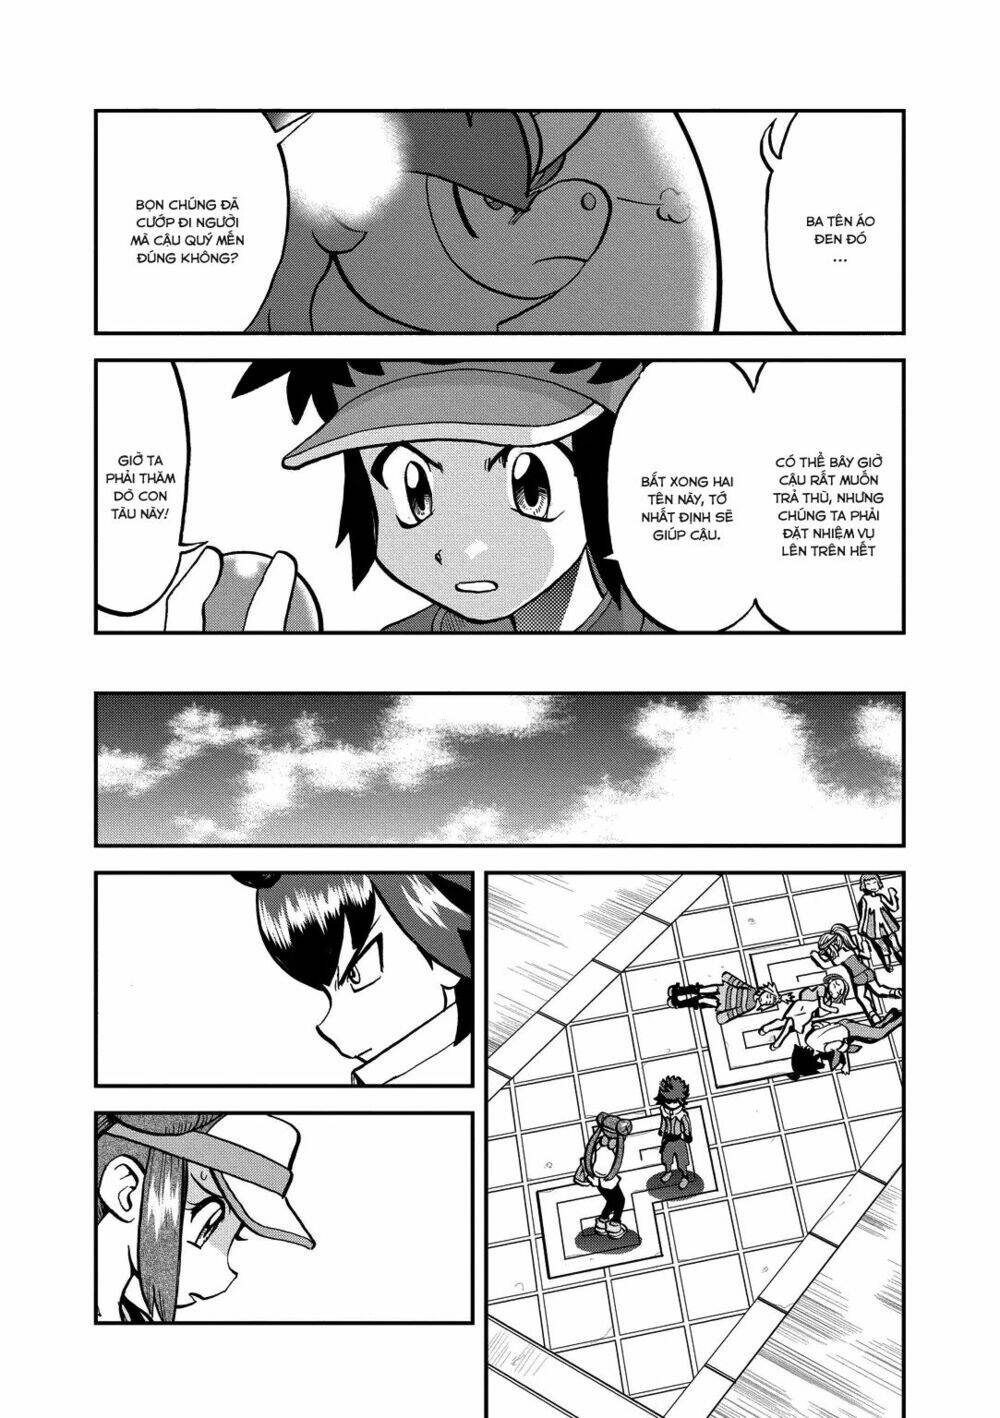 BA TÊN ÁO
ĐEN ĐÓ
...
BỌN CHÚNG ĐÃ
CƯỚP ĐI NGƯỜI
MÀ CẬU QUÝ MẾN
ĐÚNG KHÔNG?
CÓ THỂ BÂY GIỜ
CẬU RẤT MUỐN
TRẢ THÙ, NHƯNG
CHÚNG TA PHẢI
ĐẶT NHIỆM VỤ
LÊN TRÊN HẾT
BẮT XONG HAI
TÊN NÀY, TỚ
NHẤT ĐỊNH SẼ
GIÚP CẬU.
GIỜ TA
PHẢI THĂM
DÒ CON
TÀU NÀY!